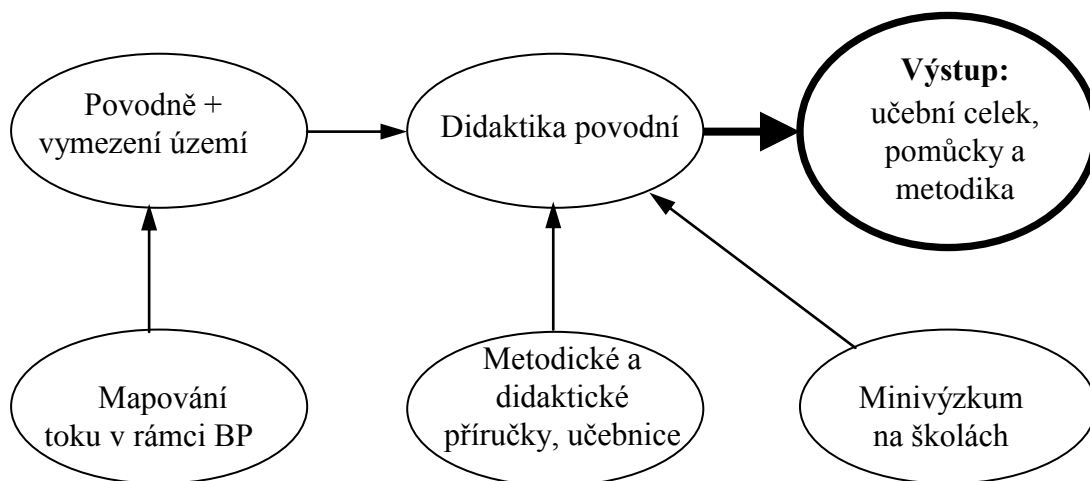 Povodně +
vymezení území
Didaktika povodní
Výstup:
učební celek,
pomůcky a
metodika
Mapování
toku v rámci BP
Metodické a
didaktické
příručky, učebnice
Minivýzkum
na školách